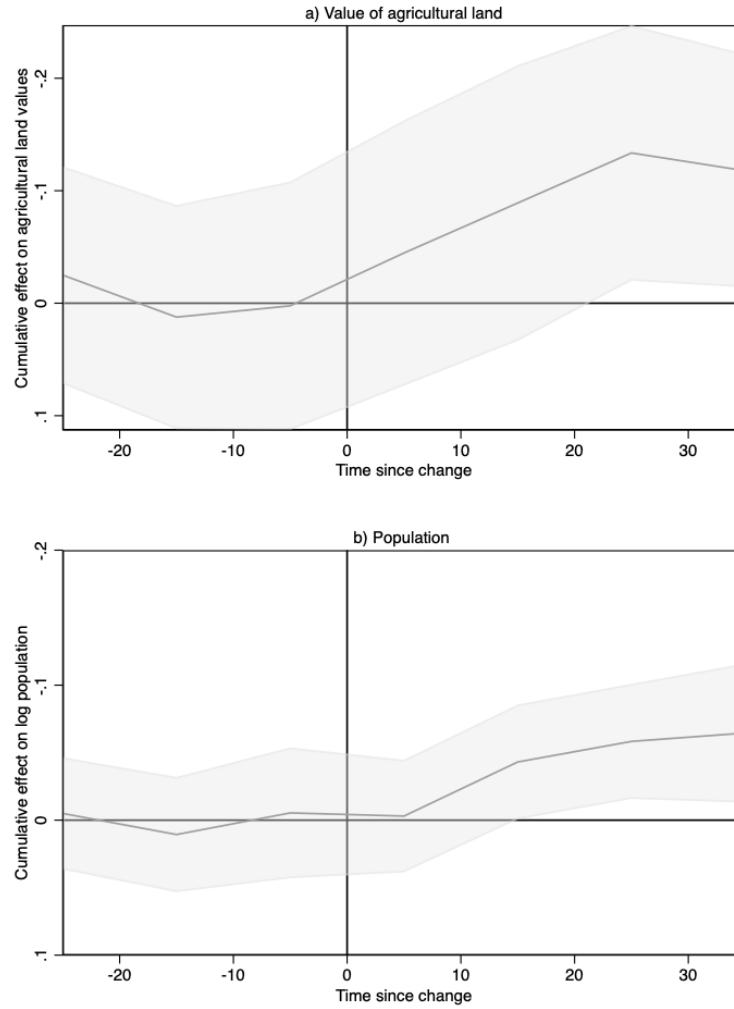 a) Value of agricultural land
Cumulative effect on agricultural land values
-.2
-.1
0
.1
-20 -10 0 10 20 30
Time since change
b) Population
Cumulative effect on log population
-.2
-.1
0
.1
-20 -10 0 10 20 30
Time since change